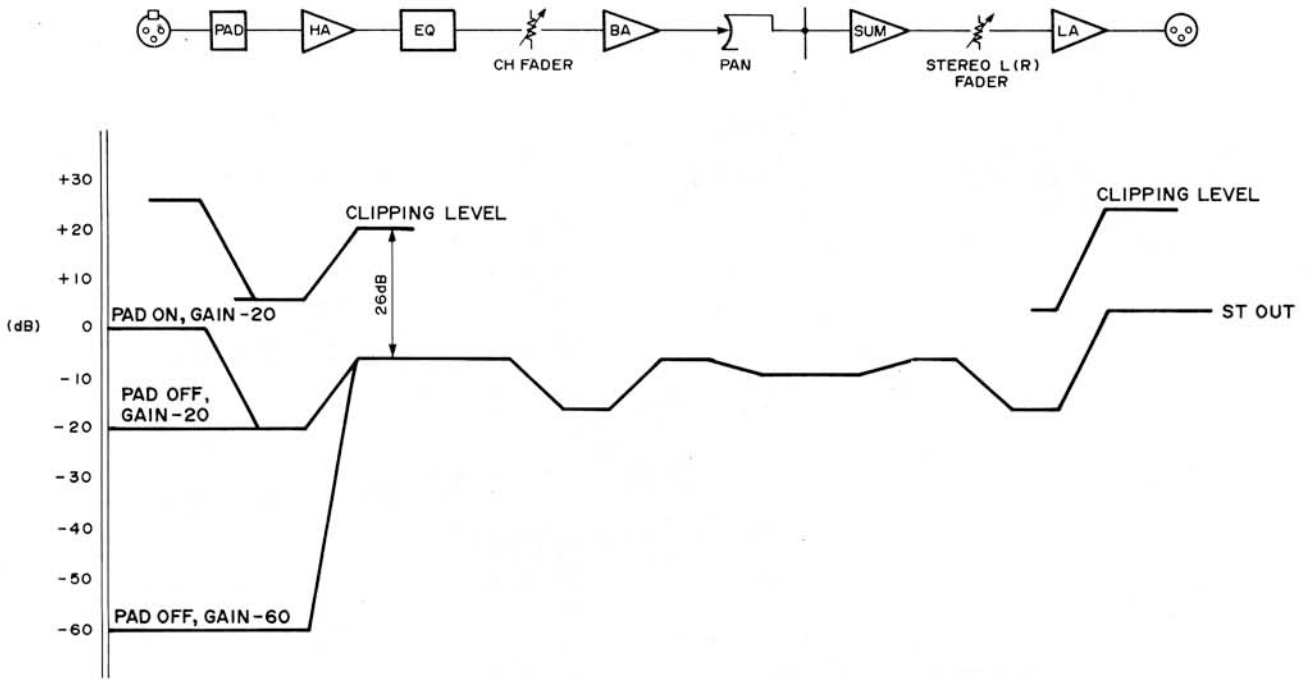 PAD
HA
EQ
CH FADER
BA
PAN
SUM
STEREO L(R)
FADER
LA
+30
+20
+10
(dB)
0
-10
-20
-30
-40
-50
-60
CLIPPING LEVEL
26dB
PAD ON, GAIN-20
PAD OFF,
GAIN-20
PAD OFF, GAIN-60
CLIPPING LEVEL
ST OUT